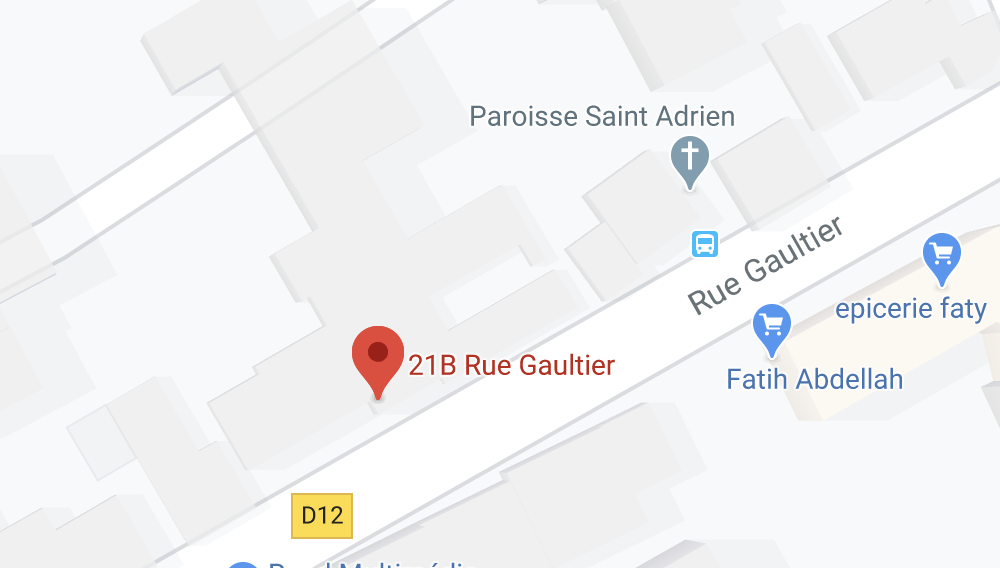 Paroisse Saint Adrien
Rue Gaultier
epicerie faty
21B Rue Gaultier
Fatih Abdellah
D12